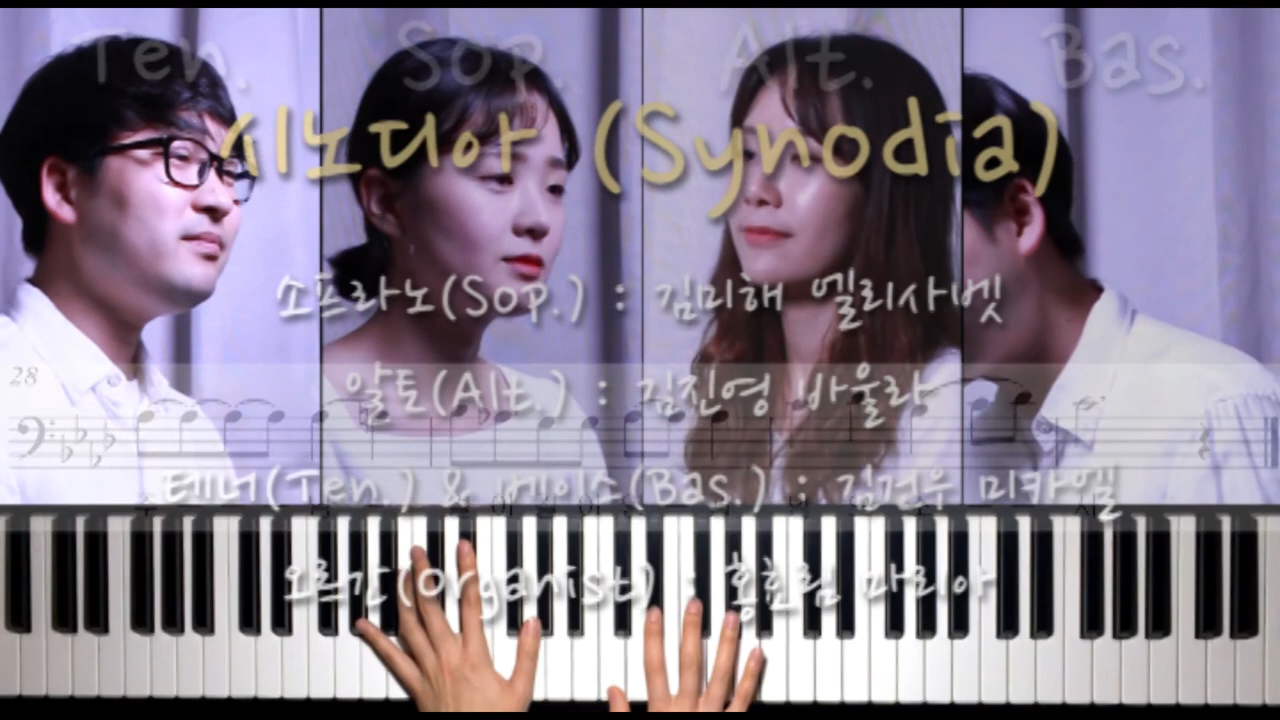 Ten. Sop. Alt. Bas.
시노디아 (Synodia)
소프라노(Sop.) : 김미해 엘리사벳
알토(Alt.) : 김진영 바울라
28
테너(Ten.) & 베이스(Bas.) : 김건우 미카엘
오르간(Organist) : 홍효림 마리아